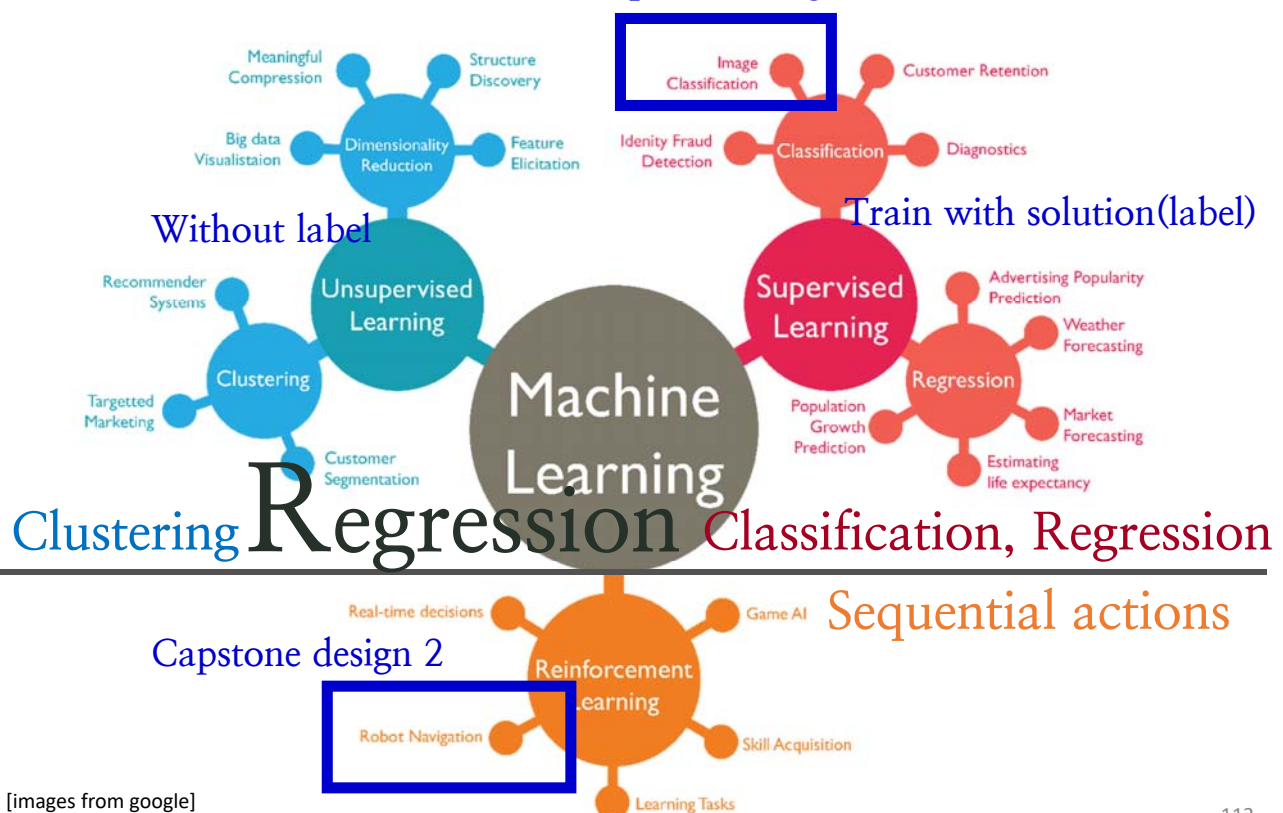 Meaningful
Compression
Structure
Discovery
Big data
Visualistaion
Dimensionality
Reduction
Feature
Elicitation
Image
Classification
Customer Retention
Idenity Fraud
Detection
Classification
Diagnostics
Without label
Train with solution(label)
Recommender
Systems
Unsupervised
Learning
Supervised
Learning
Advertising Popularity
Prediction
Weather
Forecasting
Clustering
Machine
Learning
Regression
Targetted
Marketing
Population
Growth
Prediction
Market
Forecasting
Customer
Segmentation
Estimating
life expectancy
Clustering Regression Classification, Regression
Real-time decisions
Game AI
Sequential actions
Capstone design 2
Reinforcement
Learning
Robot Navigation
Skill Acquisition
Learning Tasks
[images from google]